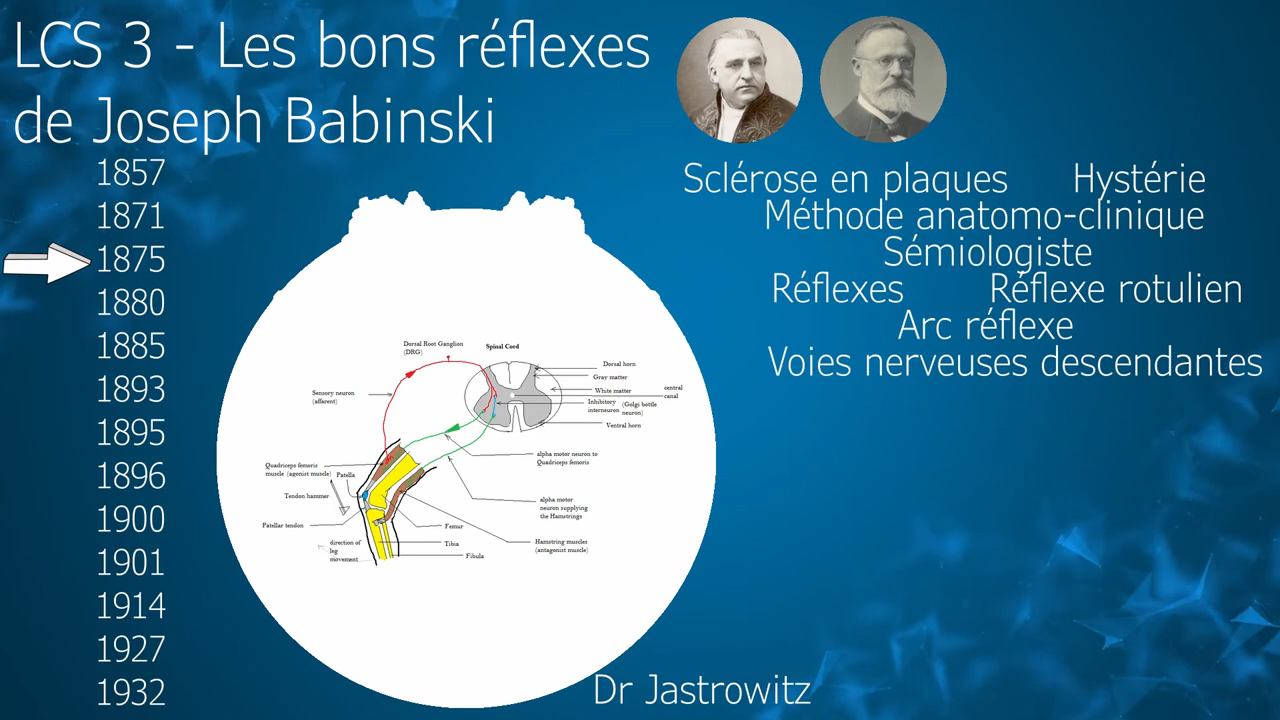 LCS 3 - Les bons réflexes
de Joseph Babinski
1857
1871
1875
1880
1885
1893
1895
1896
1900
1901
1914
1927
1932
Sclérose en plaques
Hystérie
Méthode anatomo-clinique
Sémiologiste
Réflexes
Réflexe rotulien
Arc réflexe
Voies nerveuses descendantes
Dorsal Root Ganglion
(DRG)
Spinal Cord
Dorsal horn
Gray matter
White matter
central
canal
Inhibitory
interneuron
(Golgi bottle
neuron)
Ventral horn
Sensory neuron
(afferent)
alpha motor neuron to
Quadriceps femoris
Quadriceps femoris
muscle (agonist muscle)
Patella
Tendon hammer
Patellar tendon
alpha motor
neuron supplying
the Hamstrings
Femur
Tibia
Fibula
Hamstring muscles
(antagonist muscle)
direction of
leg
movement
Dr Jastrowitz